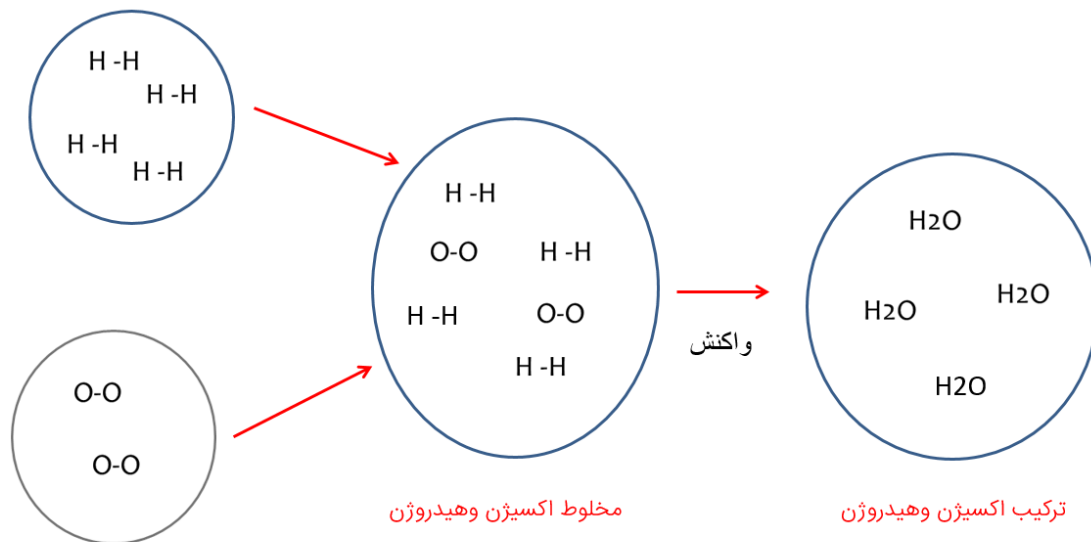 H -H
H -H
H -H
H -H
O-O
O-O
H -H
O-O
H -H
H -H
O-O
H -H
مخلوط اکسیژن وهیدروژن
واکنش
H2O
H2O
H2O
H2O
ترکیب اکسیژن وهیدروژن